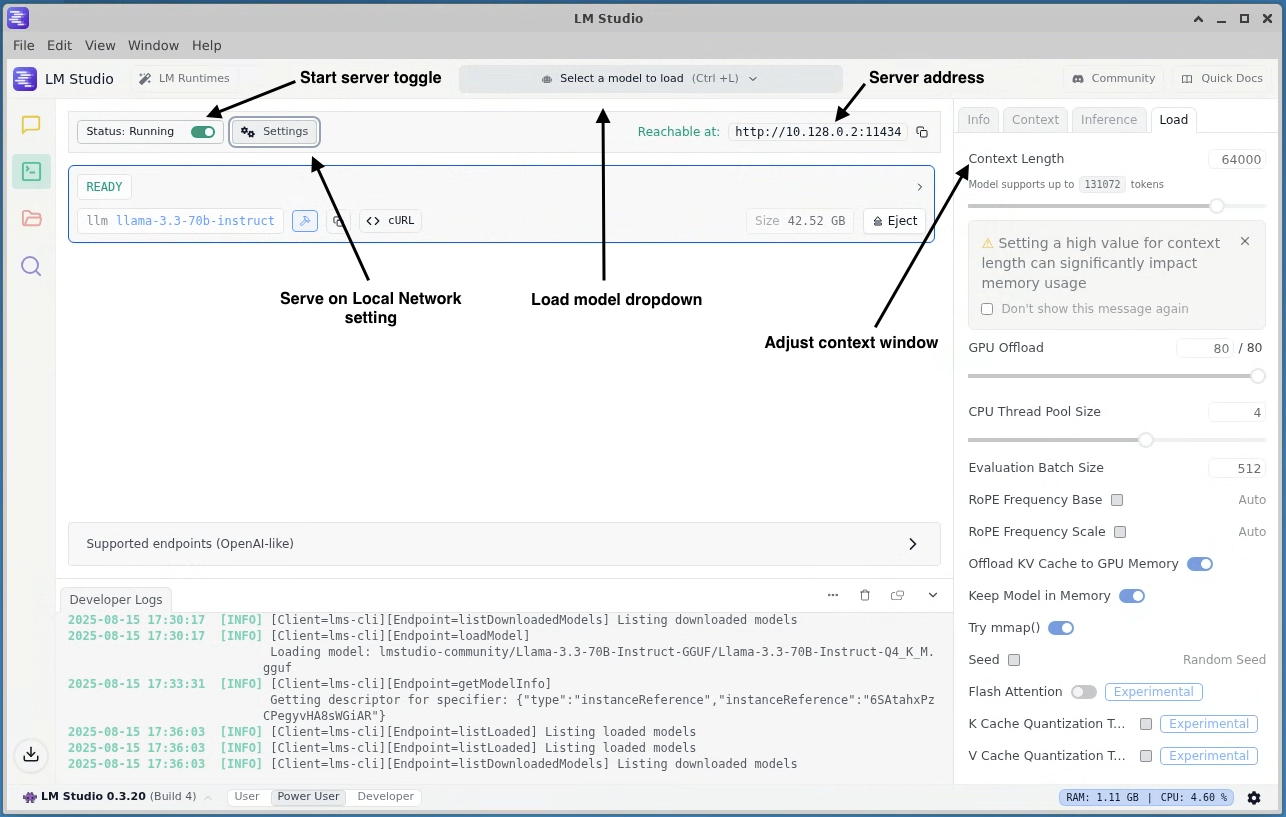 LM Studio
File Edit View Window Help
LM Studio
LM Runtimes
Start server toggle
Select a model to load (Ctrl +L)
Server address
Community
Quick Docs
Status: Running
Settings
Reachable at: http://10.128.0.2:11434
Info Context Inference Load
READY
llm llama-3.3-70b-instruct
cURL
Size 42.52 GB
Eject
Serve on Local Network
setting
Load model dropdown
Adjust context window
Context Length 64000
Model supports up to 131072 tokens
⚠ Setting a high value for context
length can significantly impact
memory usage
Don't show this message again
GPU Offload 80 / 80
CPU Thread Pool Size 4
Evaluation Batch Size 512
RoPE Frequency Base Auto
RoPE Frequency Scale Auto
Offload KV Cache to GPU Memory
Keep Model in Memory
Try mmap()
Seed Random Seed
Flash Attention Experimental
K Cache Quantization T... Experimental
V Cache Quantization T... Experimental
Supported endpoints (OpenAI-like)
Developer Logs
2025-08-15 17:30:17 [INFO] [Client=lms-cli][Endpoint=listDownloadedModels] Listing downloaded models
2025-08-15 17:30:17 [INFO] [Client=lms-cli][Endpoint=loadModel]
Loading model: lmstudio-community/Llama-3.3-70B-Instruct-GGUF/Llama-3.3-70B-Instruct-Q4_K_M.
gguf
2025-08-15 17:33:31 [INFO] [Client=lms-cli][Endpoint=getModelInfo]
Getting descriptor for specifier: {"type":"instanceReference","instanceReference":"6SAtahxPz
CPegyvHA8sWGiAR"}
2025-08-15 17:36:03 [INFO] [Client=lms-cli][Endpoint=listLoaded] Listing loaded models
2025-08-15 17:36:03 [INFO] [Client=lms-cli][Endpoint=listLoaded] Listing loaded models
2025-08-15 17:36:03 [INFO] [Client=lms-cli][Endpoint=listDownloadedModels] Listing downloaded models
LM Studio 0.3.20 (Build 4)
User Power User Developer
RAM: 1.11 GB | CPU: 4.60 %